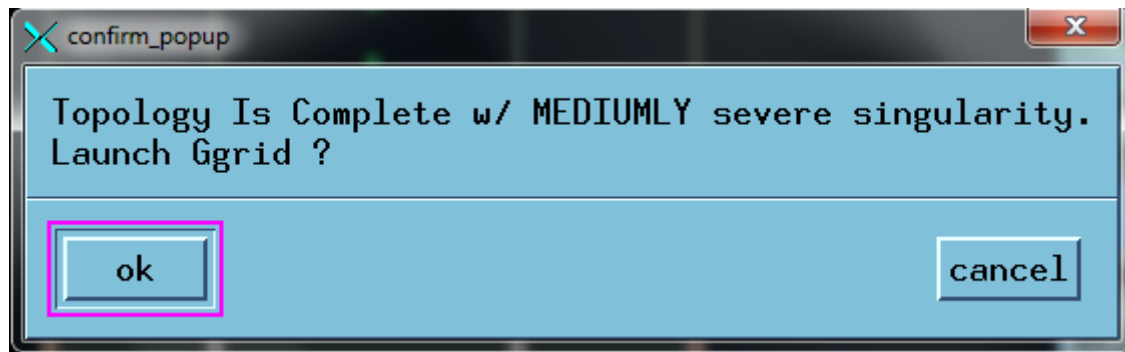 confirm_popup
Topology Is Complete w/ MEDIUMLY severe singularity.
Launch Ggrid ?
ok
cancel